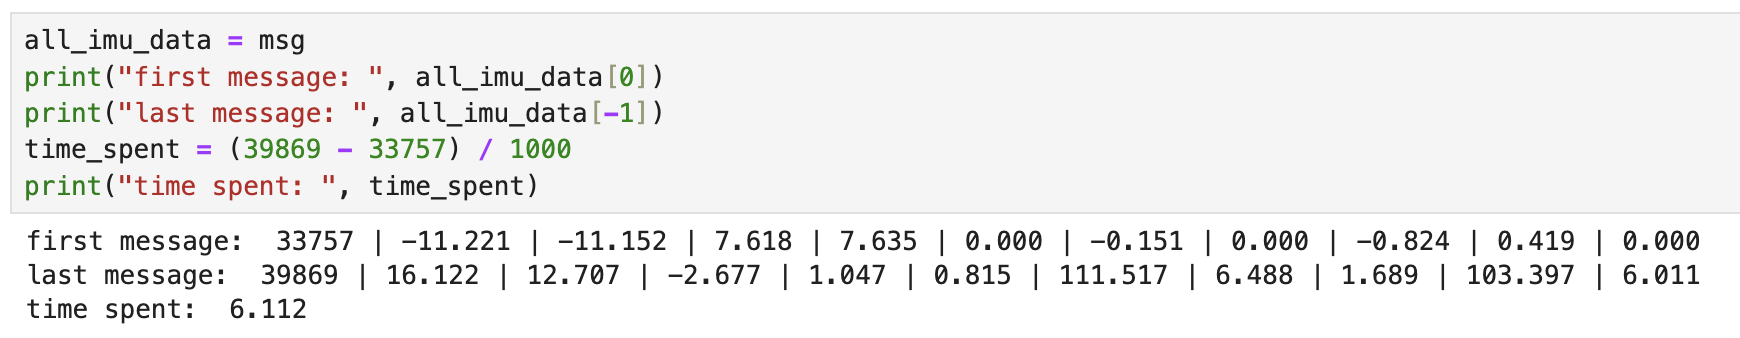 all_imu_data = msg
print("first message: ", all_imu_data[0])
print("last message: ", all_imu_data[-1])
time_spent = (39869 - 33757) / 1000
print("time spent: ", time_spent)
first message:  33757 | -11.221 | -11.152 | 7.618 | 7.635 | 0.000 | -0.151 | 0.000 | -0.824 | 0.419 | 0.000
last message:  39869 | 16.122 | 12.707 | -2.677 | 1.047 | 0.815 | 111.517 | 6.488 | 1.689 | 103.397 | 6.011
time spent:  6.112